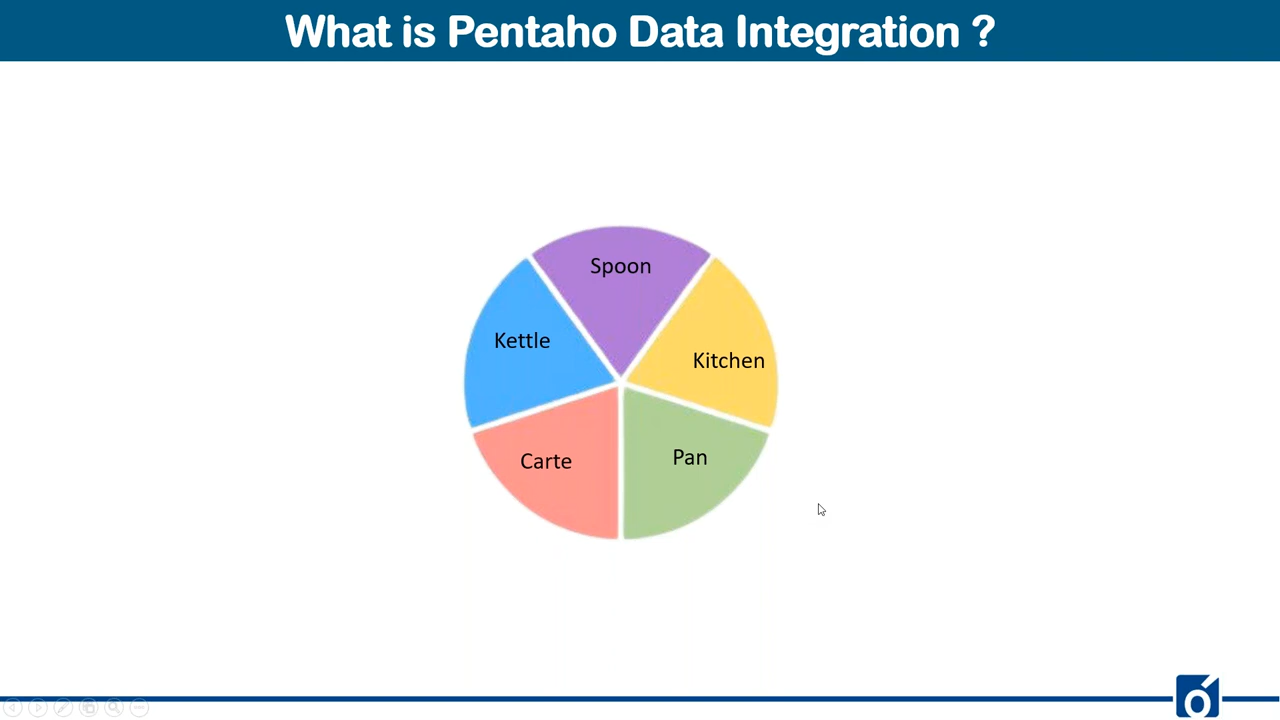 What is Pentaho Data Integration ?
Spoon
Kettle
Kitchen
Carte
Pan